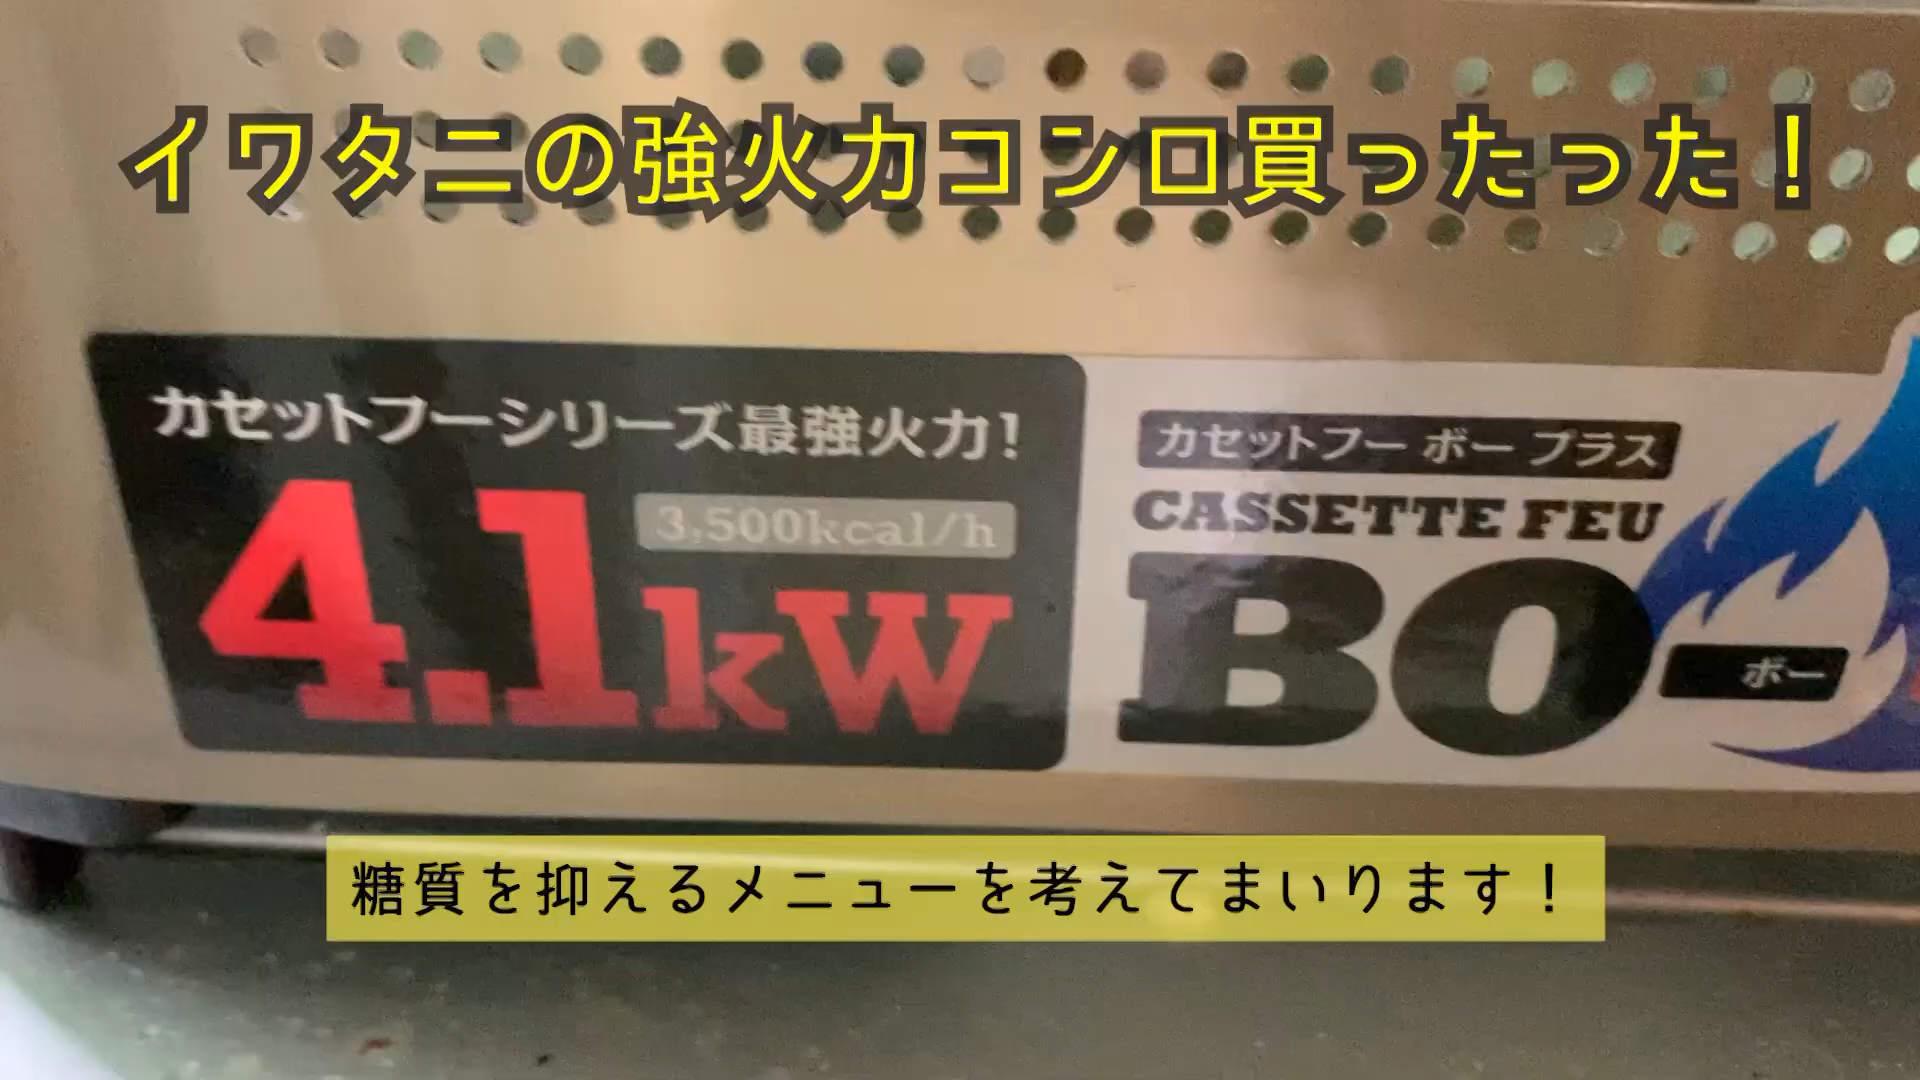 イワタニの強火力コンロ買ったった！
カセットフーシリーズ最強火力!
3,500kcal/h
4.1kW
カセットフー ボー プラス
CASSETTE FEU
BO
ボー
糖質を抑えるメニューを考えてまいります！